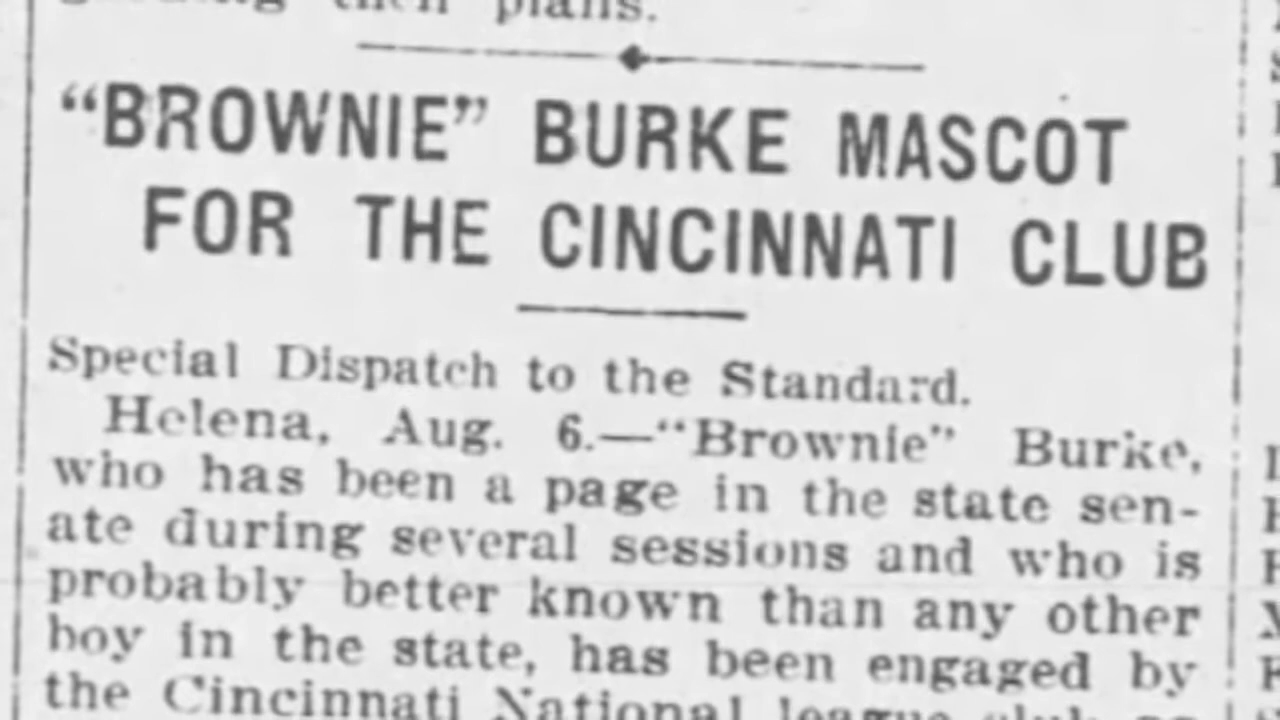 their plans.
"BROWNIE" BURKE MASCOT
FOR THE CINCINNATI CLUB
Special Dispatch to the Standard.
Helena, Aug. 6.—"Brownie" Burke,
who has been a page in the state sen-
ate during several sessions and who is
probably better known than any other
boy in the state, has been engaged by
the Cincinnati National league club